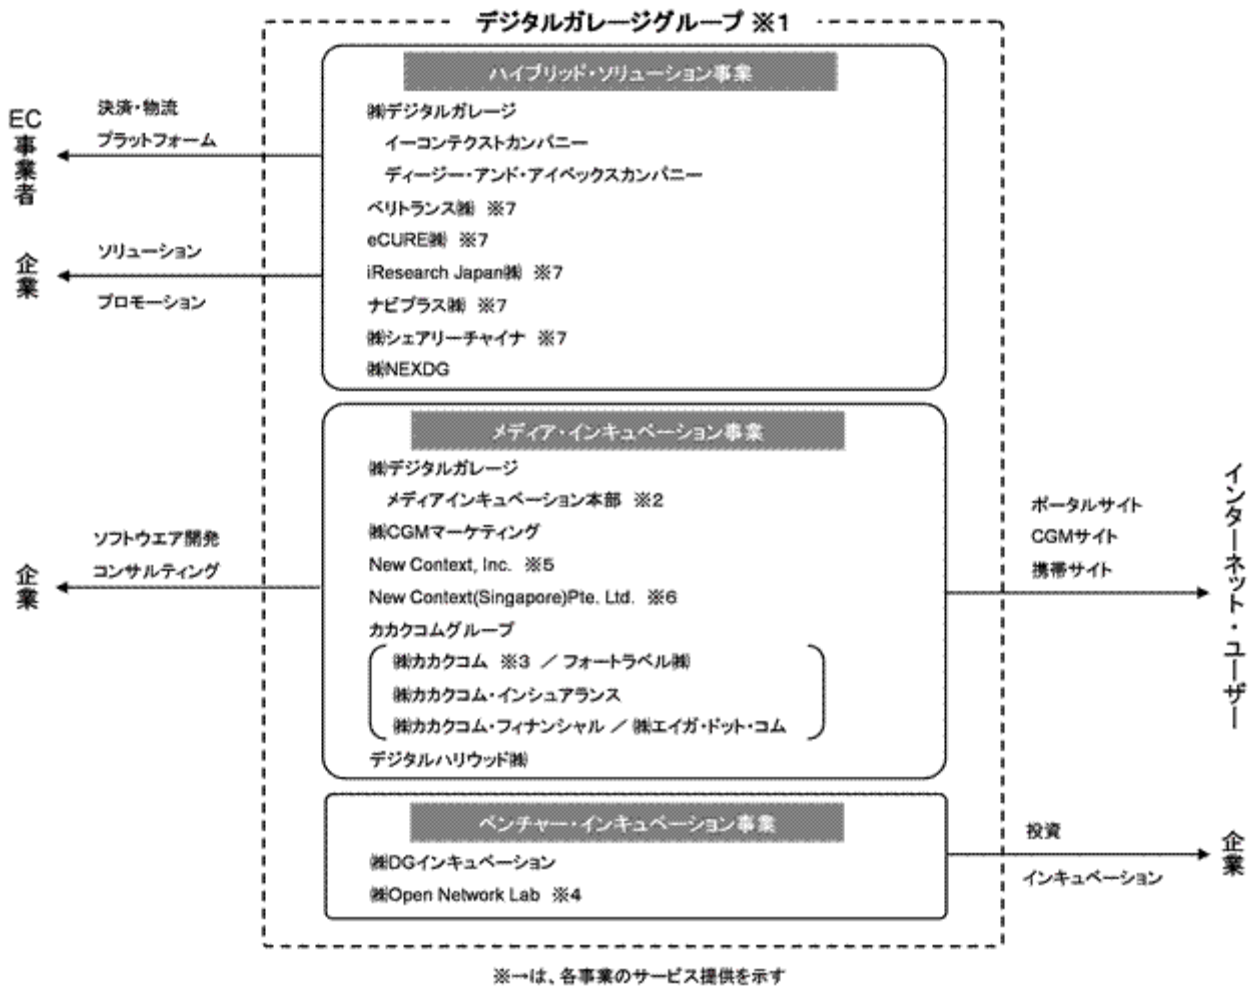 デジタルガレージグループ ※1
ハイブリッド・ソリューション事業
㈱デジタルガレージ
イーコンテクストカンパニー
ディージー・アンド・アイベックスカンパニー
ベリトランス㈱ ※7
eCURE㈱ ※7
iResearch Japan㈱ ※7
ナビプラス㈱ ※7
㈱シェアリーチャイナ ※7
㈱NEXDG
決済・物流
プラットフォーム
EC事業者
ソリューション
プロモーション
企業
メディア・インキュベーション事業
㈱デジタルガレージ
メディアインキュベーション本部 ※2
㈱CGMマーケティング
New Context, Inc. ※5
New Context(Singapore)Pte. Ltd. ※6
カカクコムグループ
㈱カカクコム ※3 ／フォートラベル㈱
㈱カカクコム・インシュアランス
㈱カカクコム・フィナンシャル ／ ㈱エイガ・ドット・コム
デジタルハリウッド㈱
ソフトウエア開発
コンサルティング
企業
ポータルサイト
CGMサイト
携帯サイト
インターネット・ユーザー
ベンチャー・インキュベーション事業
㈱DGインキュベーション
㈱Open Network Lab ※4
投資
インキュベーション
企業
※→は、各事業のサービス提供を示す